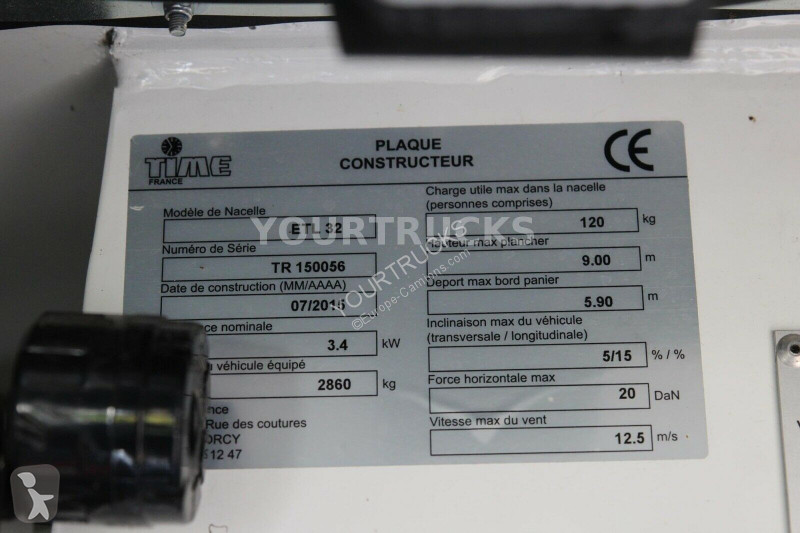 TIME
FRANCE
PLAQUE
CONSTRUCTEUR
CE
Modèle de Nacelle
ETL 32
Numéro de Série
TR 150056
Date de construction (MM/AAAA)
07/2015
nominale
3.4 kW
véhicule équipé
2860 kg
Rue des coutures
12 47
Charge utile max dans la nacelle
(personnes comprises)
120 kg
Hauteur max plancher
9.00 m
Deport max bord panier
5.90 m
Inclinaison max du véhicule
(transversale / longitudinale)
5/15 % / %
Force horizontale max
20 DaN
Vitesse max du vent
12.5 m/s
YOURTRUCKS
YOURTRUCKS
©Europe-Camions.com